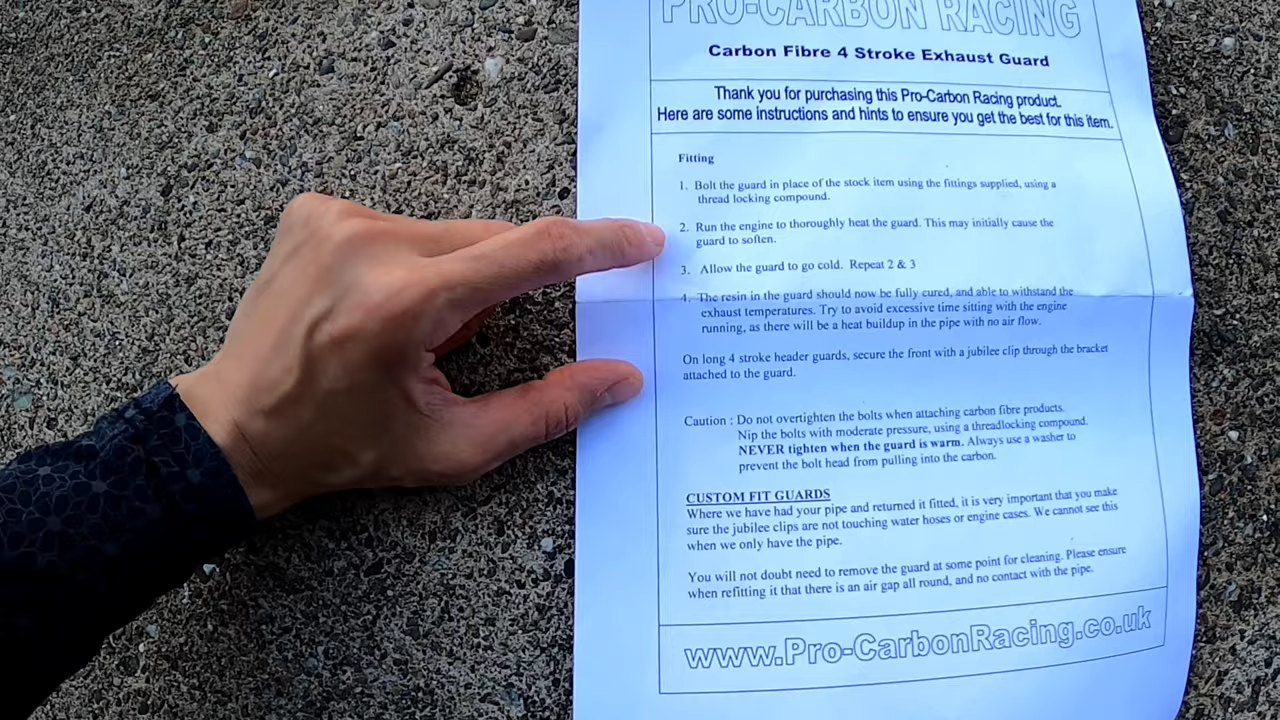 PRO-CARBON RACING
Carbon Fibre 4 Stroke Exhaust Guard
Thank you for purchasing this Pro-Carbon Racing product.
Here are some instructions and hints to ensure you get the best for this item.
Fitting
1. Bolt the guard in place of the stock item using the fittings supplied, using a
thread locking compound.
2. Run the engine to thoroughly heat the guard. This may initially cause the
guard to soften.
3. Allow the guard to go cold. Repeat 2 & 3
4. The resin in the guard should now be fully cured, and able to withstand the
exhaust temperatures. Try to avoid excessive time sitting with the engine
running, as there will be a heat buildup in the pipe with no air flow.
On long 4 stroke header guards, secure the front with a jubilee clip through the bracket
attached to the guard.
Caution : Do not overtighten the bolts when attaching carbon fibre products.
Nip the bolts with moderate pressure, using a threadlocking compound.
NEVER tighten when the guard is warm. Always use a washer to
prevent the bolt head from pulling into the carbon.
CUSTOM FIT GUARDS
Where we have had your pipe and returned it fitted, it is very important that you make
sure the jubilee clips are not touching water hoses or engine cases. We cannot see this
when we only have the pipe.
You will not doubt need to remove the guard at some point for cleaning. Please ensure
when refitting it that there is an air gap all round, and no contact with the pipe.
www.Pro-CarbonRacing.co.uk